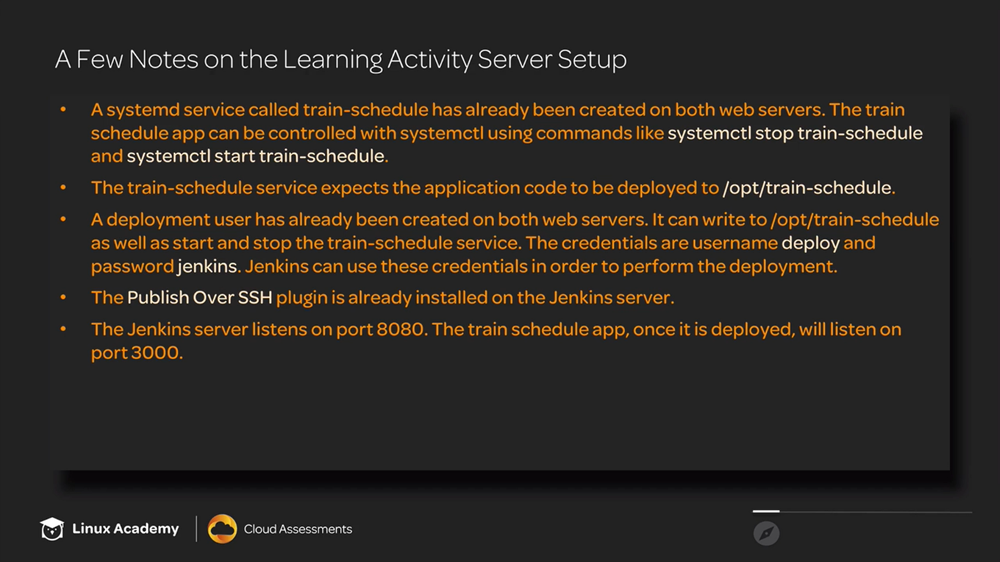 A Few Notes on the Learning Activity Server Setup
• A systemd service called train-schedule has already been created on both web servers. The train
schedule app can be controlled with systemctl using commands like systemctl stop train-schedule
and systemctl start train-schedule.
• The train-schedule service expects the application code to be deployed to /opt/train-schedule.
• A deployment user has already been created on both web servers. It can write to /opt/train-schedule
as well as start and stop the train-schedule service. The credentials are username deploy and
password jenkins. Jenkins can use these credentials in order to perform the deployment.
• The Publish Over SSH plugin is already installed on the Jenkins server.
• The Jenkins server listens on port 8080. The train schedule app, once it is deployed, will listen on
port 3000.
Linux Academy
Cloud Assessments